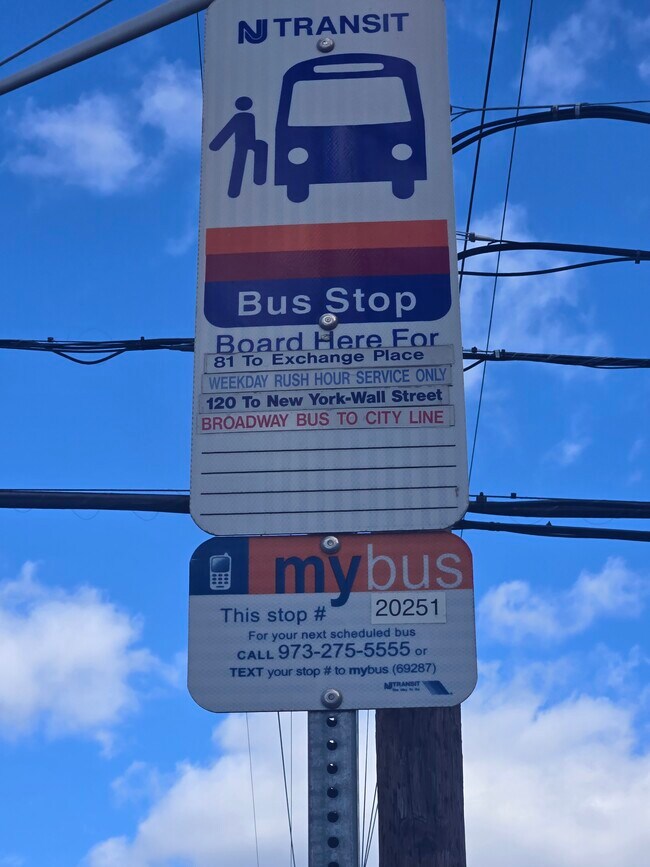 NJ TRANSIT
Bus Stop
Board Here For
81 To Exchange Place
WEEKDAY RUSH HOUR SERVICE ONLY
120 To New York-Wall Street
BROADWAY BUS TO CITY LINE
mybus
This stop # 20251
For your next scheduled bus
CALL 973-275-5555 or
TEXT your stop # to mybus (69287)
NJ TRANSIT